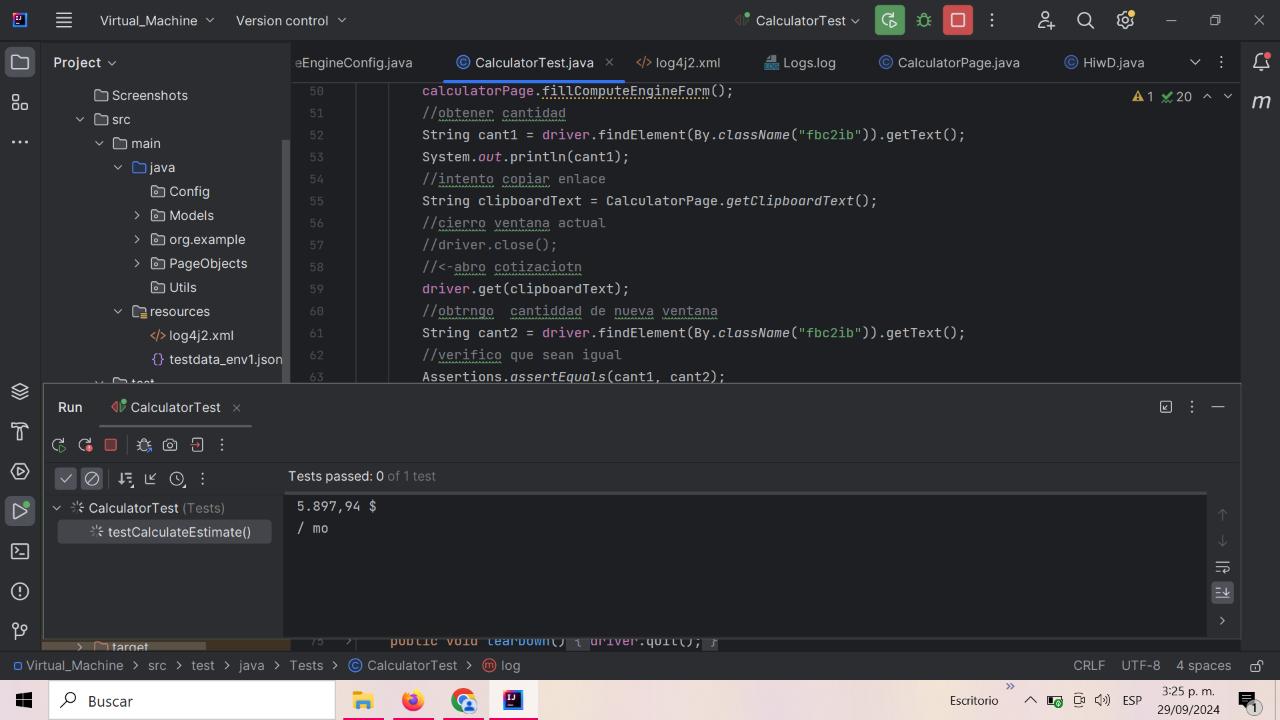 Virtual_Machine
Version control
CalculatorTest
Project
eEngineConfig.java
CalculatorTest.java
log4j2.xml
Logs.log
CalculatorPage.java
HiwD.java
Screenshots
src
main
java
Config
Models
org.example
PageObjects
Utils
resources
log4j2.xml
testdata_env1.json
1 20
50 calculatorPage.fillComputeEngineForm();
51 //obtener cantidad
52 String cant1 = driver.findElement(By.className("fbc2ib")).getText();
53 System.out.println(cant1);
54 //intento copiar enlace
55 String clipboardText = CalculatorPage.getClipboardText();
56 //cierro ventana actual
57 //driver.close();
58 //<-abro cotizaciotn
59 driver.get(clipboardText);
60 //obtrngo cantiddad de nueva ventana
61 String cant2 = driver.findElement(By.className("fbc2ib")).getText();
62 //verifico que sean igual
63 Assertions.assertEquals(cant1, cant2);
Run
CalculatorTest
Tests passed: 0 of 1 test
CalculatorTest (Tests)
testCalculateEstimate()
5.897,94 $
/ mo
target
75 public void tearDown() { driver.quit(); }
Virtual_Machine > src > test > java > Tests > CalculatorTest > log
CRLF UTF-8 4 spaces
Buscar
Escritorio
ESP
3:25 p. m.
29/09/2024
1